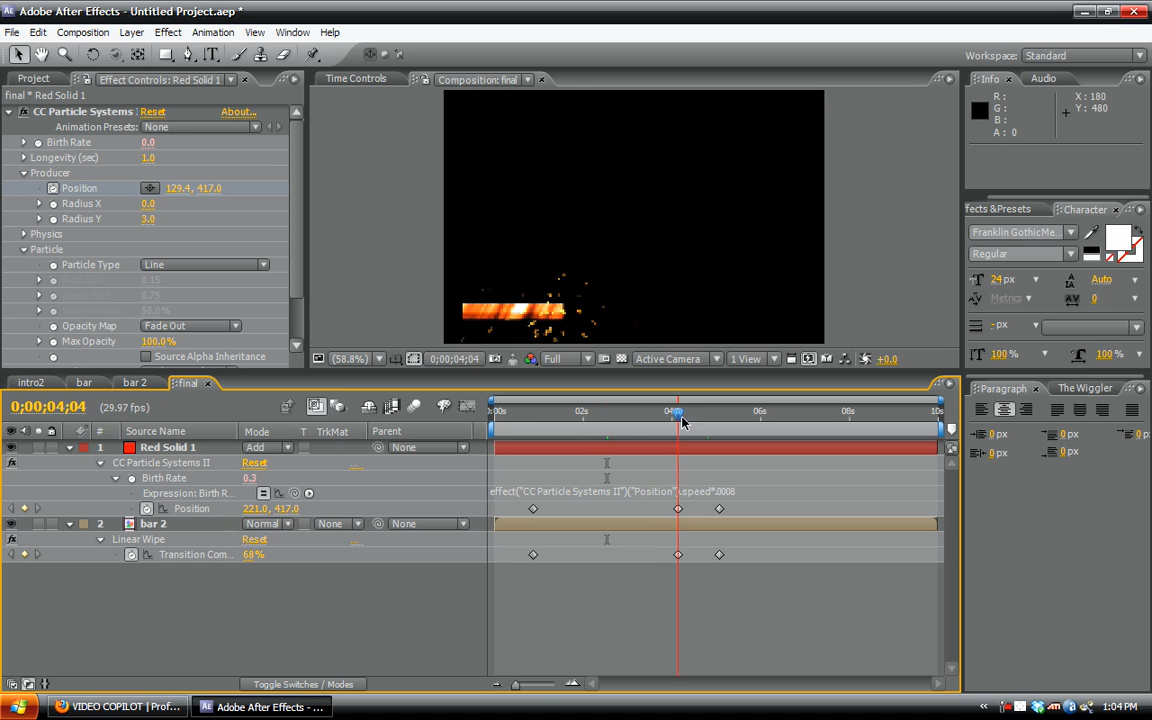 Adobe After Effects - Untitled Project.aep *
File Edit Composition Layer Effect Animation View Window Help
Workspace: Standard
Project Effect Controls: Red Solid 1
Time Controls Composition: final
Info Audio
final * Red Solid 1
CC Particle Systems Reset About...
Animation Presets: None
Birth Rate 0.0
Longevity (sec) 1.0
Producer
Position 129.4, 417.0
Radius X 0.0
Radius Y 3.0
Physics
Particle
Particle Type Line
0.15
0.75
50.0%
Opacity Map Fade Out
Max Opacity 100.0%
Source Alpha Inheritance
R :
G :
B :
A : 0
X : 180
Y : 480
ffects & Presets Character
Franklin GothicMe...
Regular
24 px Auto
Metrics 0
- px
100 % 100 %
(58.8%) 0;00;04;04 Full Active Camera 1 View +0.0
intro2 bar bar 2 final
0;00;04;04 (29.97 fps)
0:00s 02s 04s 06s 08s 10s
# Source Name Mode T TrkMat Parent
1 Red Solid 1 Add None
CC Particle Systems II Reset
Birth Rate 0.3
Expression: Birth R...
effect("CC Particle Systems II")("Position").speed*.0008
Position 221.0, 417.0
2 bar 2 Normal None None
Linear Wipe Reset
Transition Com... 68%
Toggle Switches / Modes
Paragraph The Wiggler
0 px 0 px 0 p
0 px 0 px
VIDEO COPILOT | Prof... Adobe After Effects - ... 1:04 PM